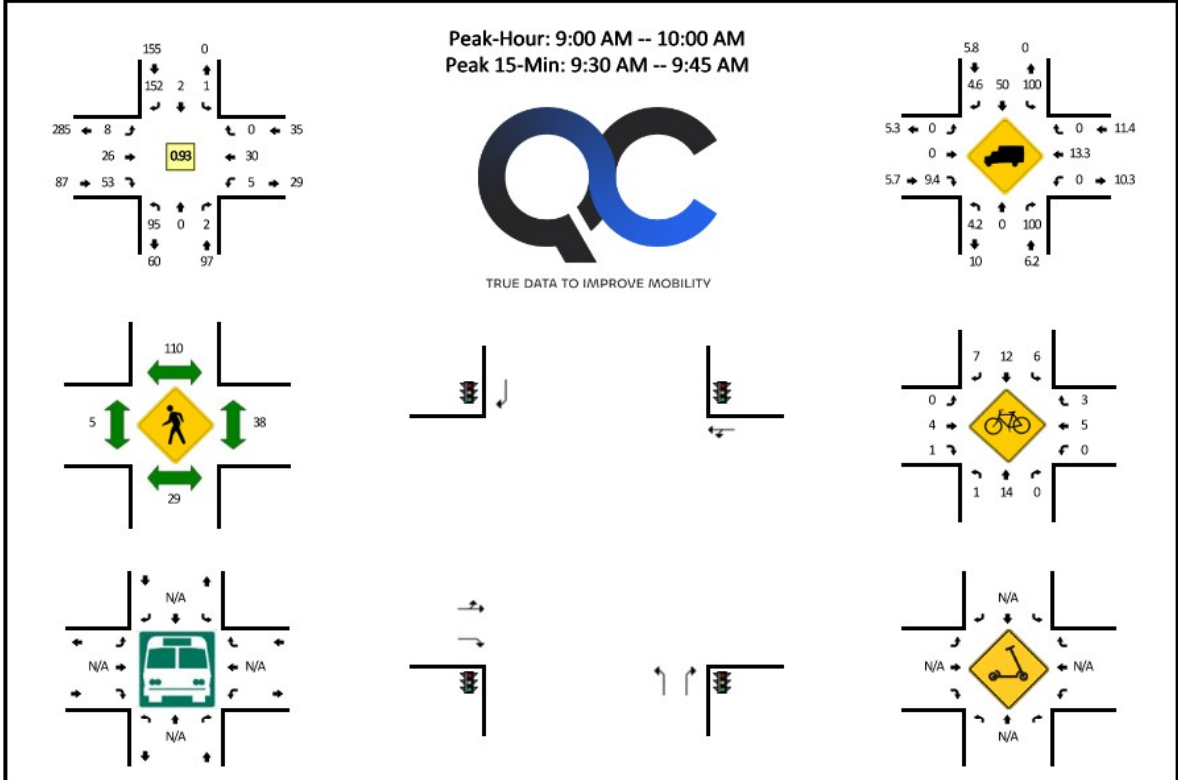 Peak-Hour: 9:00 AM -- 10:00 AM
Peak 15-Min: 9:30 AM -- 9:45 AM
155 0
152 2 1
285 8 0 35
26 0.93 30
87 53 5 29
95 0 2
60 97
QC
TRUE DATA TO IMPROVE MOBILITY
5.8 0
4.6 50 100
5.3 0 0 11.4
0 13.3
5.7 9.4 0 10.3
4.2 0 100
10 6.2
110
5 38
29
7 12 6
0 3
4 5
1 0
1 14 0
N/A
N/A N/A
N/A
N/A
N/A N/A
N/A